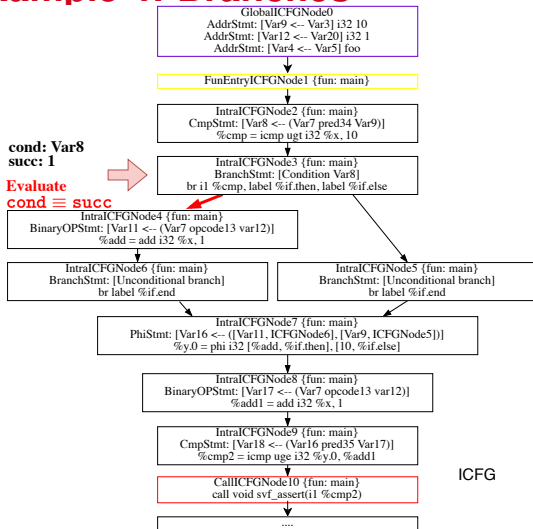 GlobalICFGNode0
AddrStmt: [Var9 <-- Var3] i32 10
AddrStmt: [Var12 <-- Var20] i32 1
AddrStmt: [Var4 <-- Var5] foo
FunEntryICFGNode1 {fun: main}
IntraICFGNode2 {fun: main}
CmpStmt: [Var8 <-- (Var7 pred34 Var9)]
%cmp = icmp ugt i32 %x, 10
cond: Var8
succ: 1
Evaluate
cond ≡ succ
IntraICFGNode3 {fun: main}
BranchStmt: [Condition Var8]
br i1 %cmp, label %if.then, label %if.else
IntraICFGNode4 {fun: main}
BinaryOPStmt: [Var11 <-- (Var7 opcode13 var12)]
%add = add i32 %x, 1
IntraICFGNode6 {fun: main}
BranchStmt: [Unconditional branch]
br label %if.end
IntraICFGNode5 {fun: main}
BranchStmt: [Unconditional branch]
br label %if.end
IntraICFGNode7 {fun: main}
PhiStmt: [Var16 <-- ([Var11, ICFGNode6], [Var9, ICFGNode5])]
%y.0 = phi i32 [%add, %if.then], [10, %if.else]
IntraICFGNode8 {fun: main}
BinaryOPStmt: [Var17 <-- (Var7 opcode13 var12)]
%add1 = add i32 %x, 1
IntraICFGNode9 {fun: main}
CmpStmt: [Var18 <-- (Var16 pred35 Var17)]
%cmp2 = icmp uge i32 %y.0, %add1
CallICFGNode10 {fun: main}
call void svf_assert(i1 %cmp2)
ICFG
....